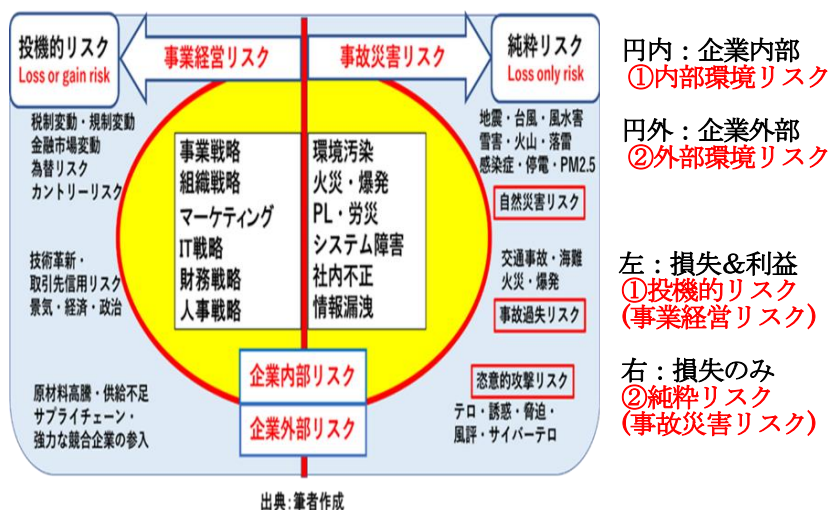 投機的リスク
Loss or gain risk
事業経営リスク
事故災害リスク
純粋リスク
Loss only risk
税制変動・規制変動
金融市場変動
為替リスク
カントリーリスク
技術革新・
取引先信用リスク
景気・経済・政治
原材料高騰・供給不足
サプライチェーン・
強力な競合企業の参入
事業戦略
組織戦略
マーケティング
IT戦略
財務戦略
人事戦略
環境汚染
火災・爆発
PL・労災
システム障害
社内不正
情報漏洩
企業内部リスク
企業外部リスク
地震・台風・風水害
雪害・火山・落雷
感染症・停電・PM2.5
自然災害リスク
交通事故・海難
火災・爆発
事故過失リスク
恣意的攻撃リスク
テロ・誘惑・脅迫・
風評・サイバーテロ
出典:筆者作成
円内：企業内部
①内部環境リスク
円外：企業外部
②外部環境リスク
左：損失&利益
①投機的リスク
(事業経営リスク)
右：損失のみ
②純粋リスク
(事故災害リスク)